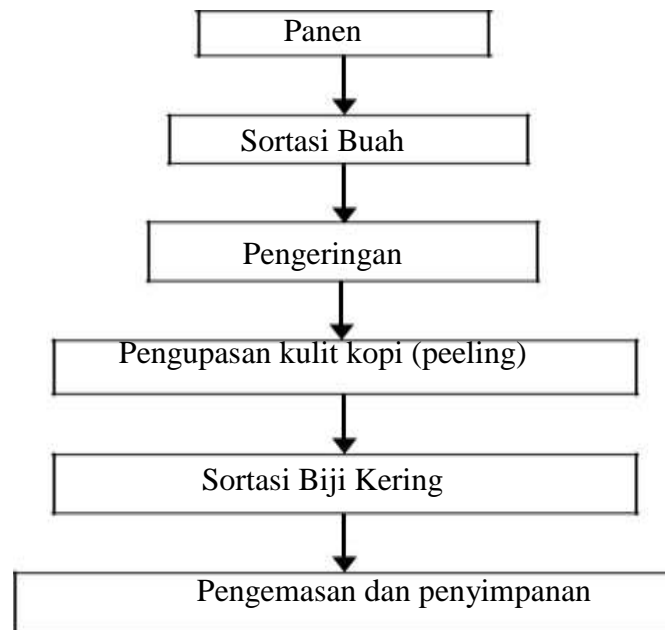 Panen
Sortasi Buah
Pengeringan
Pengupasan kulit kopi (peeling)
Sortasi Biji Kering
Pengemasan dan penyimpanan